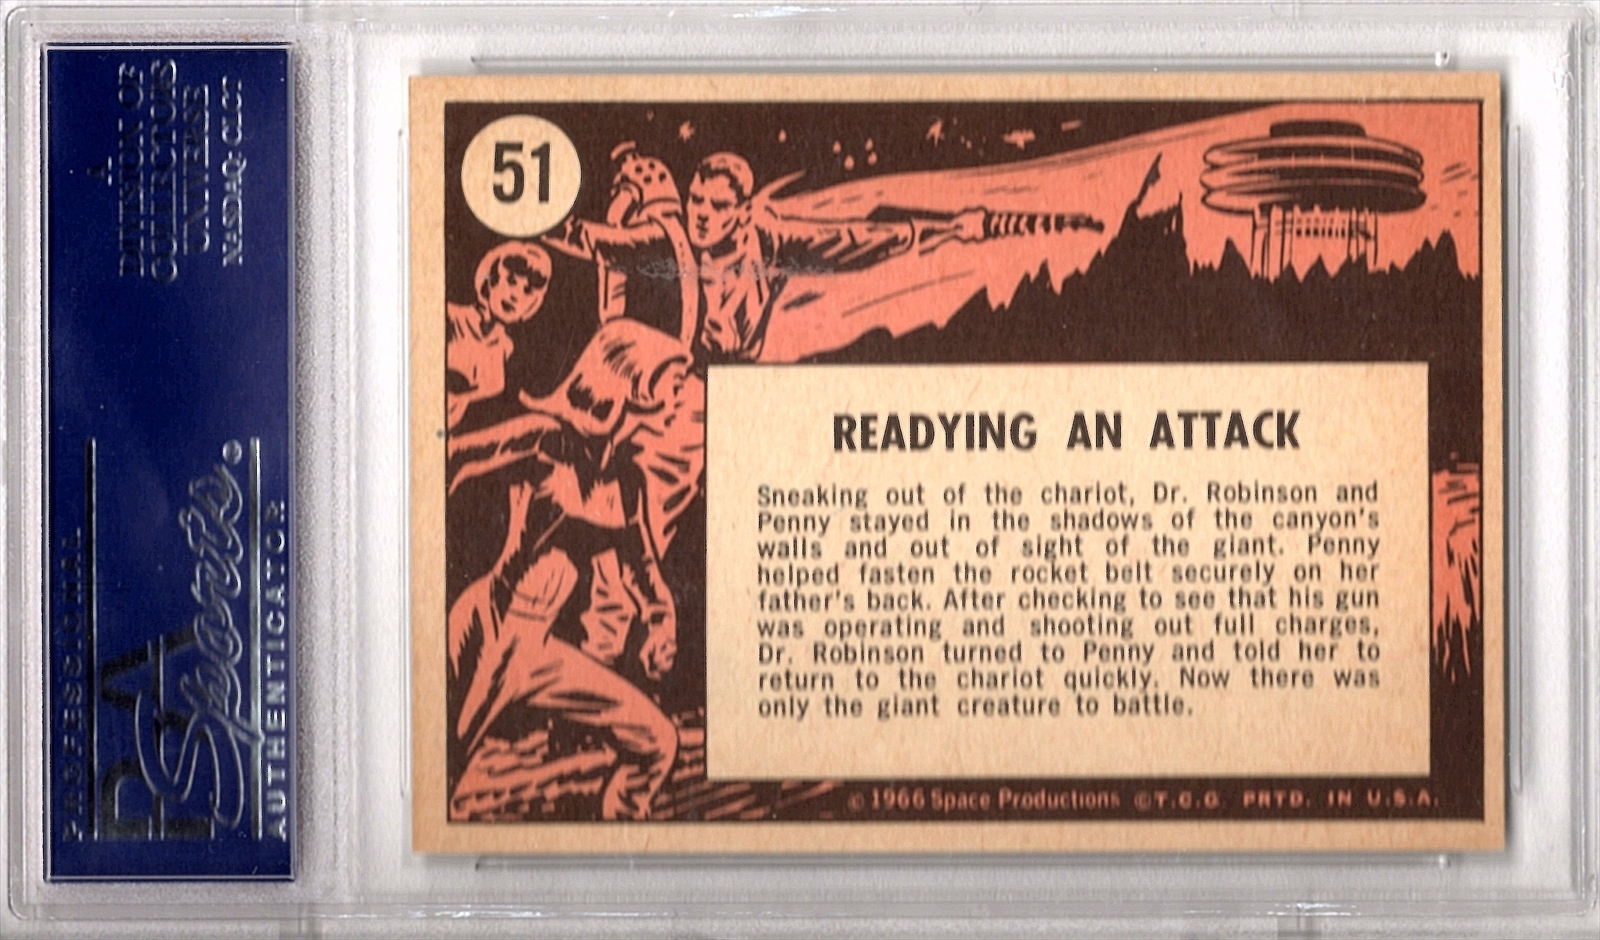 A
DIVISION OF
COLLECTORS
UNIVERSE
NASDAQ: CLCT
PROFESSIONAL
PSA
Sports
AUTHENTICATOR
51
READYING AN ATTACK
Sneaking out of the chariot, Dr. Robinson and
Penny stayed in the shadows of the canyon's
walls and out of sight of the giant. Penny
helped fasten the rocket belt securely on her
father's back. After checking to see that his gun
was operating and shooting out full charges,
Dr. Robinson turned to Penny and told her to
return to the chariot quickly. Now there was
only the giant creature to battle.
© 1966 Space Productions © T.C.G. PRTD. IN U.S.A.